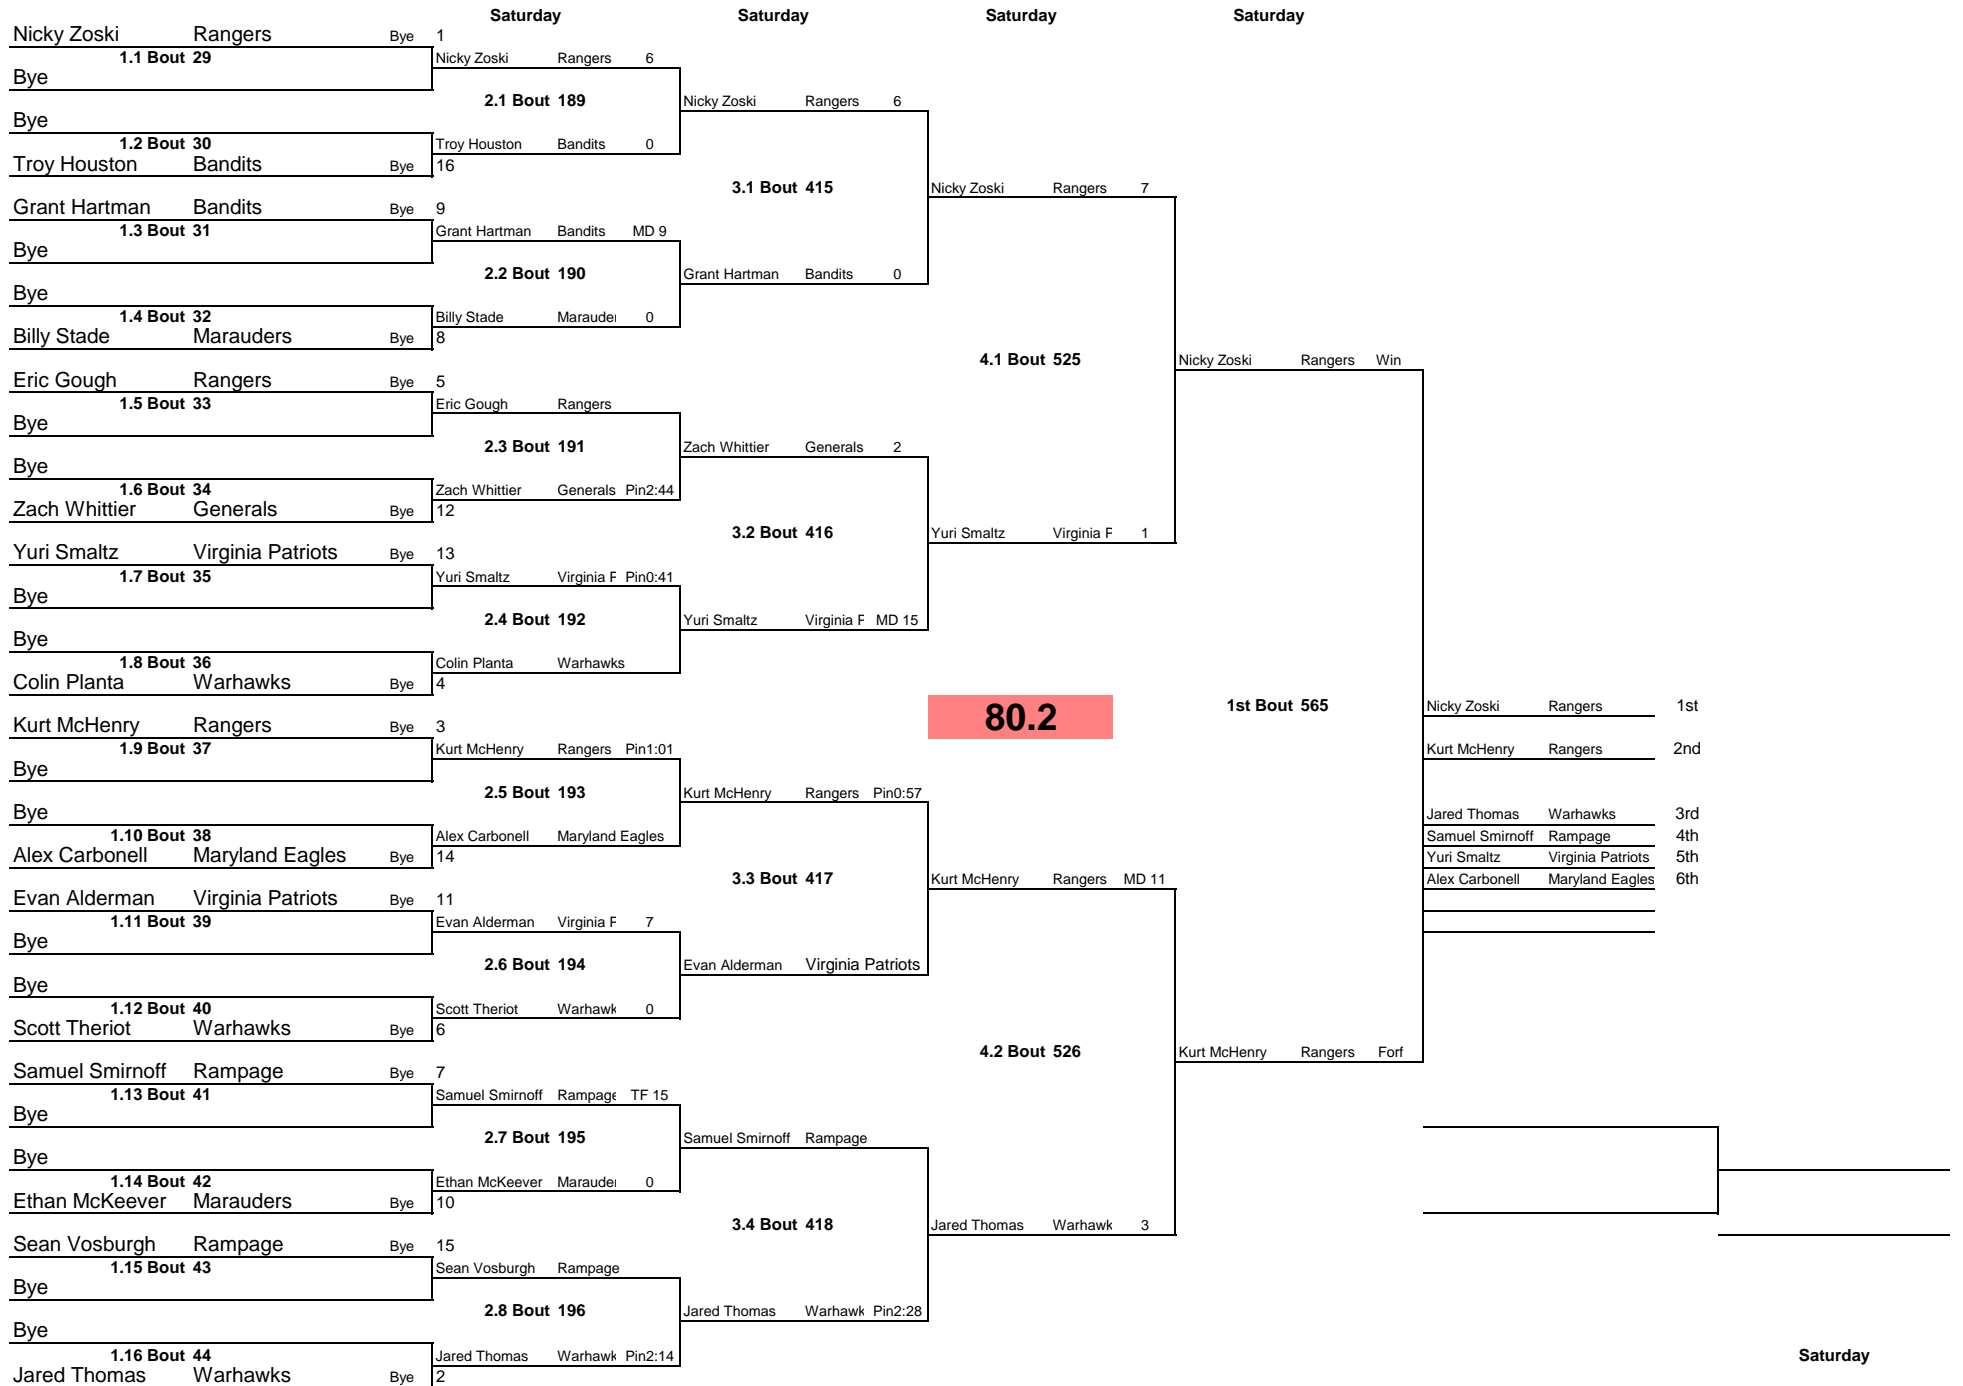 Saturday Saturday Saturday Saturday
Nicky Zoski Rangers Bye 1
1.1 Bout 29
Nicky Zoski Rangers 6
Bye
2.1 Bout 189
Nicky Zoski Rangers 6
Bye
1.2 Bout 30
Troy Houston Bandits 0
Troy Houston Bandits Bye 16
3.1 Bout 415
Nicky Zoski Rangers 7
Grant Hartman Bandits Bye 9
1.3 Bout 31
Grant Hartman Bandits MD 9
Bye
2.2 Bout 190
Grant Hartman Bandits 0
Bye
1.4 Bout 32
Billy Stade Maraude 0
Billy Stade Marauders Bye 8
4.1 Bout 525
Nicky Zoski Rangers Win
Eric Gough Rangers Bye 5
1.5 Bout 33
Eric Gough Rangers
Bye
2.3 Bout 191
Zach Whittier Generals 2
Bye
1.6 Bout 34
Zach Whittier Generals Pin2:44
Zach Whittier Generals Bye 12
3.2 Bout 416
Yuri Smaltz Virginia P 1
Yuri Smaltz Virginia Patriots Bye 13
1.7 Bout 35
Yuri Smaltz Virginia P Pin0:41
Bye
2.4 Bout 192
Yuri Smaltz Virginia P MD 15
Bye
1.8 Bout 36
Colin Planta Warhawks
Colin Planta Warhawks Bye 4
80.2
1st Bout 565
Nicky Zoski Rangers 1st
Kurt McHenry Rangers Bye 3
1.9 Bout 37
Kurt McHenry Rangers Pin1:01
Kurt McHenry Rangers 2nd
Bye
2.5 Bout 193
Kurt McHenry Rangers Pin0:57
Bye
Jared Thomas Warhawks 3rd
1.10 Bout 38
Alex Carbonell Maryland Eagles
Samuel Smirnoff Rampage 4th
Alex Carbonell Maryland Eagles Bye 14
Yuri Smaltz Virginia Patriots 5th
3.3 Bout 417
Kurt McHenry Rangers MD 11
Alex Carbonell Maryland Eagles 6th
Evan Alderman Virginia Patriots Bye 11
1.11 Bout 39
Evan Alderman Virginia P 7
Bye
2.6 Bout 194
Evan Alderman Virginia Patriots
Bye
1.12 Bout 40
Scott Theriot Warhawk 0
Scott Theriot Warhawks Bye 6
4.2 Bout 526
Kurt McHenry Rangers Forf
Samuel Smirnoff Rampage Bye 7
1.13 Bout 41
Samuel Smirnoff Rampage TF 15
Bye
2.7 Bout 195
Samuel Smirnoff Rampage
Bye
1.14 Bout 42
Ethan McKeever Maraude 0
Ethan McKeever Marauders Bye 10
3.4 Bout 418
Jared Thomas Warhawk 3
Sean Vosburgh Rampage Bye 15
1.15 Bout 43
Sean Vosburgh Rampage
Bye
2.8 Bout 196
Jared Thomas Warhawk Pin2:28
Bye
1.16 Bout 44
Jared Thomas Warhawk Pin2:14
Saturday
Jared Thomas Warhawks Bye 2